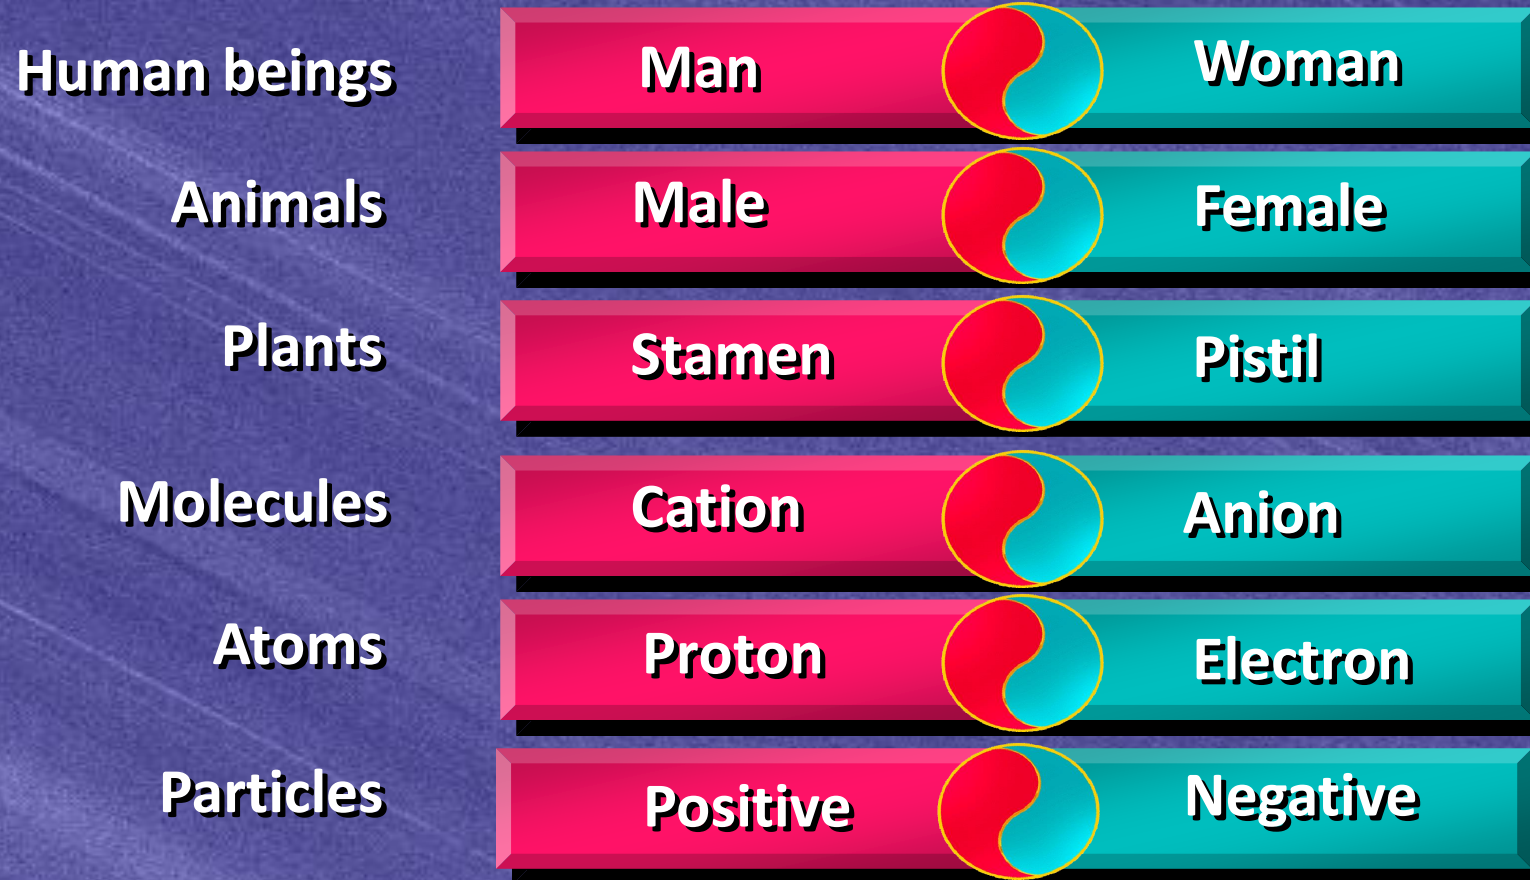 Human beings Man Woman
Animals Male Female
Plants Stamen Pistil
Molecules Cation Anion
Atoms Proton Electron
Particles Positive Negative